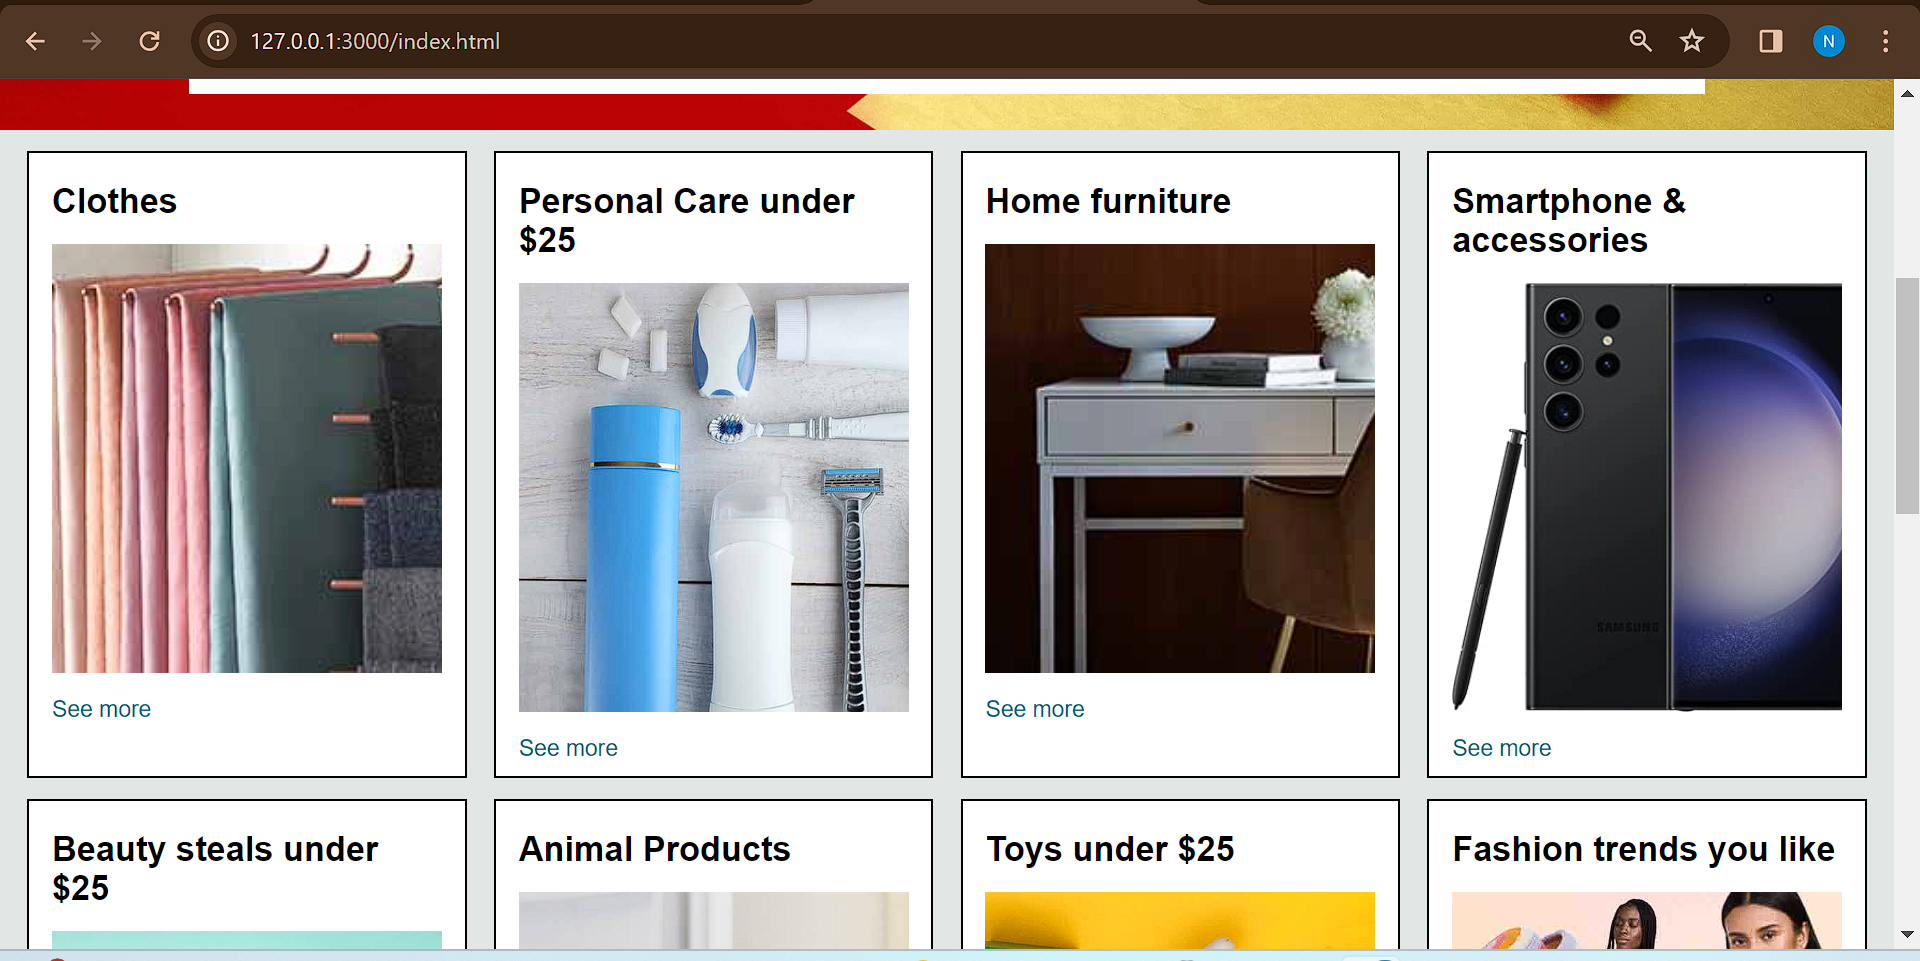 127.0.0.1:3000/index.html
N
Clothes
Personal Care under
$25
Home furniture
Smartphone &
accessories
SAMSUNG
See more
See more
See more
See more
Beauty steals under
$25
Animal Products
Toys under $25
Fashion trends you like